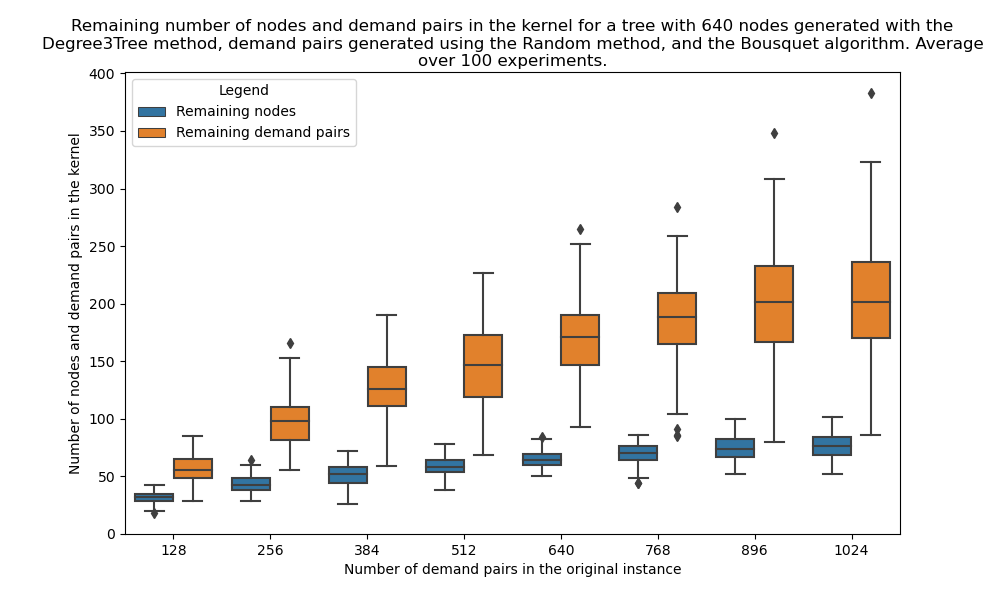 Remaining number of nodes and demand pairs in the kernel for a tree with 640 nodes generated with the
Degree3Tree method, demand pairs generated using the Random method, and the Bousquet algorithm. Average
over 100 experiments.
Legend
Remaining nodes
Remaining demand pairs
Number of nodes and demand pairs in the kernel
400
350
300
250
200
150
100
50
0
128 256 384 512 640 768 896 1024
Number of demand pairs in the original instance